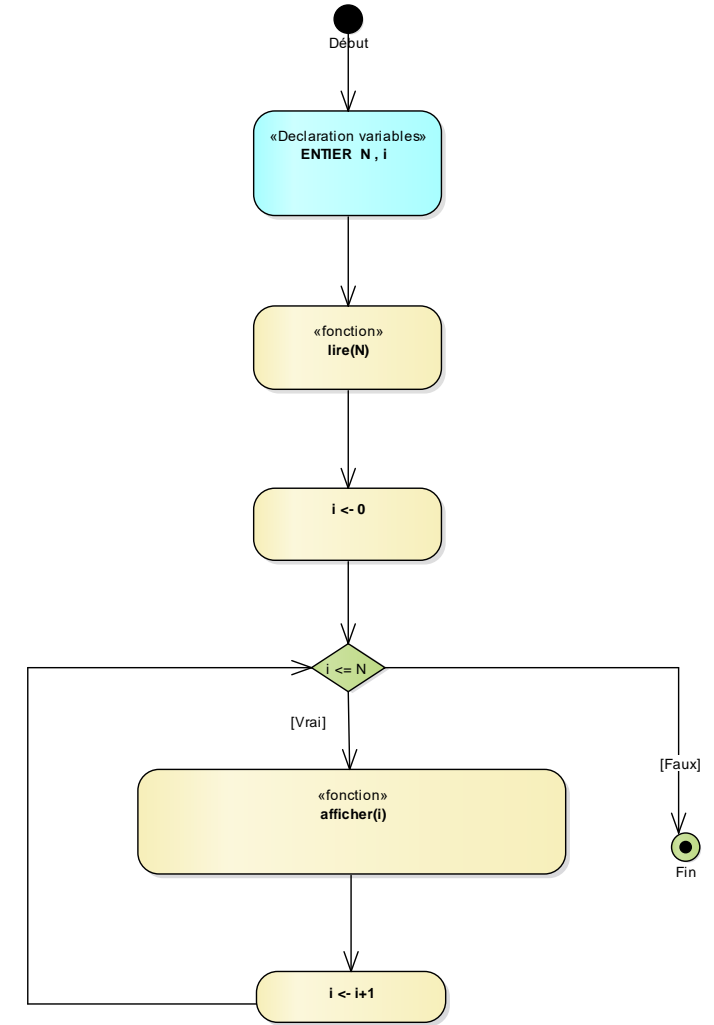 Début
«Declaration variables»
ENTIER N , i
«fonction»
lire(N)
i <- 0
i <= N
[Vrai]
[Faux]
«fonction»
afficher(i)
Fin
i <- i+1